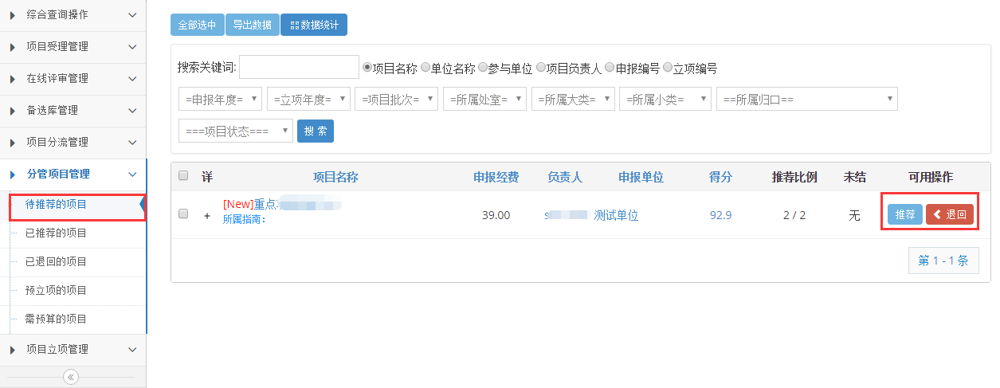 综合查询操作
项目受理管理
在线评审管理
备选库管理
项目分流管理
分管项目管理
待推荐的项目
已推荐的项目
已退回的项目
预立项的项目
需预算的项目
项目立项管理
全部选中 导出数据 数据统计
搜索关键词: 项目名称 单位名称 参与单位 项目负责人 申报编号 立项编号
=申报年度= =立项年度= =项目批次= =所属处室= =所属大类= =所属小类= ==所属归口==
===项目状态=== 搜 索
详 项目名称 申报经费 负责人 申报单位 得分 推荐比例 未结 可用操作
+ [New]重点 39.00 s 测试单位 92.9 2 / 2 无 推荐 退回
所属指南:
第 1 - 1 条